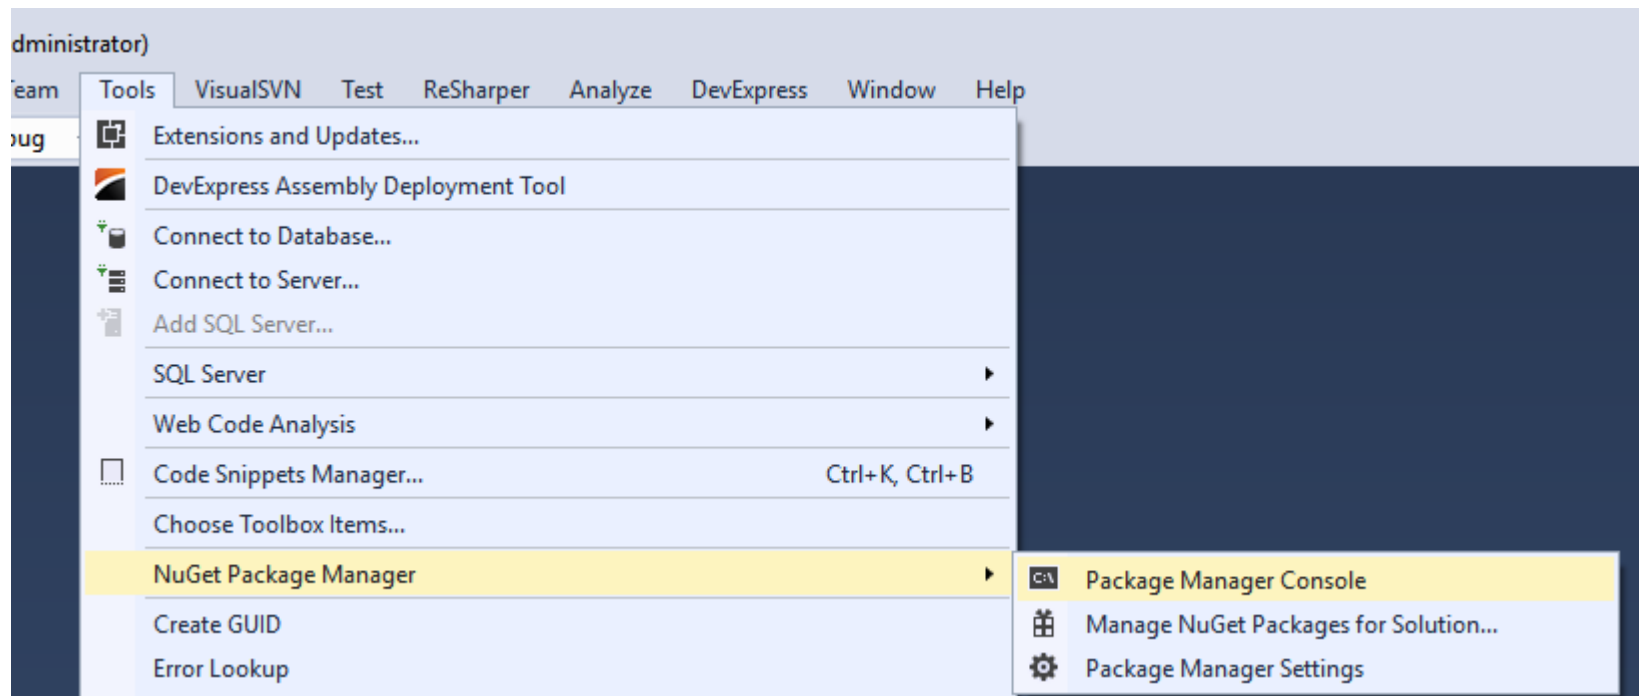 dministrator)
eam Tools VisualSVN Test ReSharper Analyze DevExpress Window Help
bug
Extensions and Updates...
DevExpress Assembly Deployment Tool
Connect to Database...
Connect to Server...
Add SQL Server...
SQL Server
Web Code Analysis
Code Snippets Manager... Ctrl+K, Ctrl+B
Choose Toolbox Items...
NuGet Package Manager
C:\ Package Manager Console
Create GUID
Manage NuGet Packages for Solution...
Error Lookup
Package Manager Settings